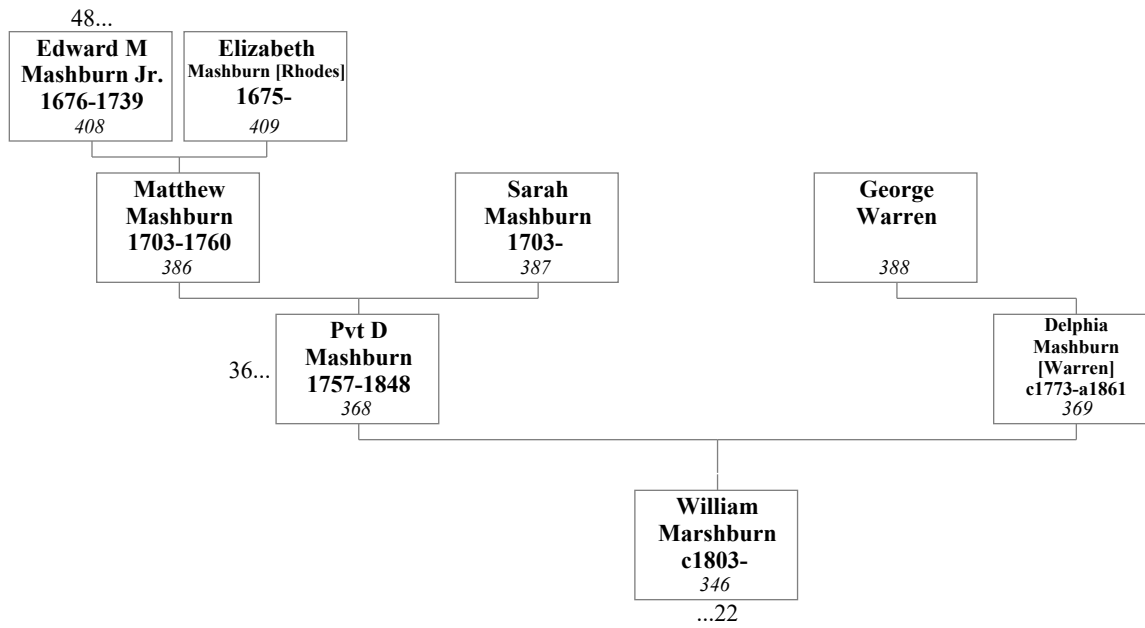 48...
Edward M
Mashburn Jr.
1676-1739
408
Elizabeth
Mashburn [Rhodes]
1675-
409
Matthew
Mashburn
1703-1760
386
Sarah
Mashburn
1703-
387
George
Warren
388
36...
Pvt D
Mashburn
1757-1848
368
Delphia
Mashburn
[Warren]
c1773-a1861
369
William
Marshburn
c1803-
346
...22